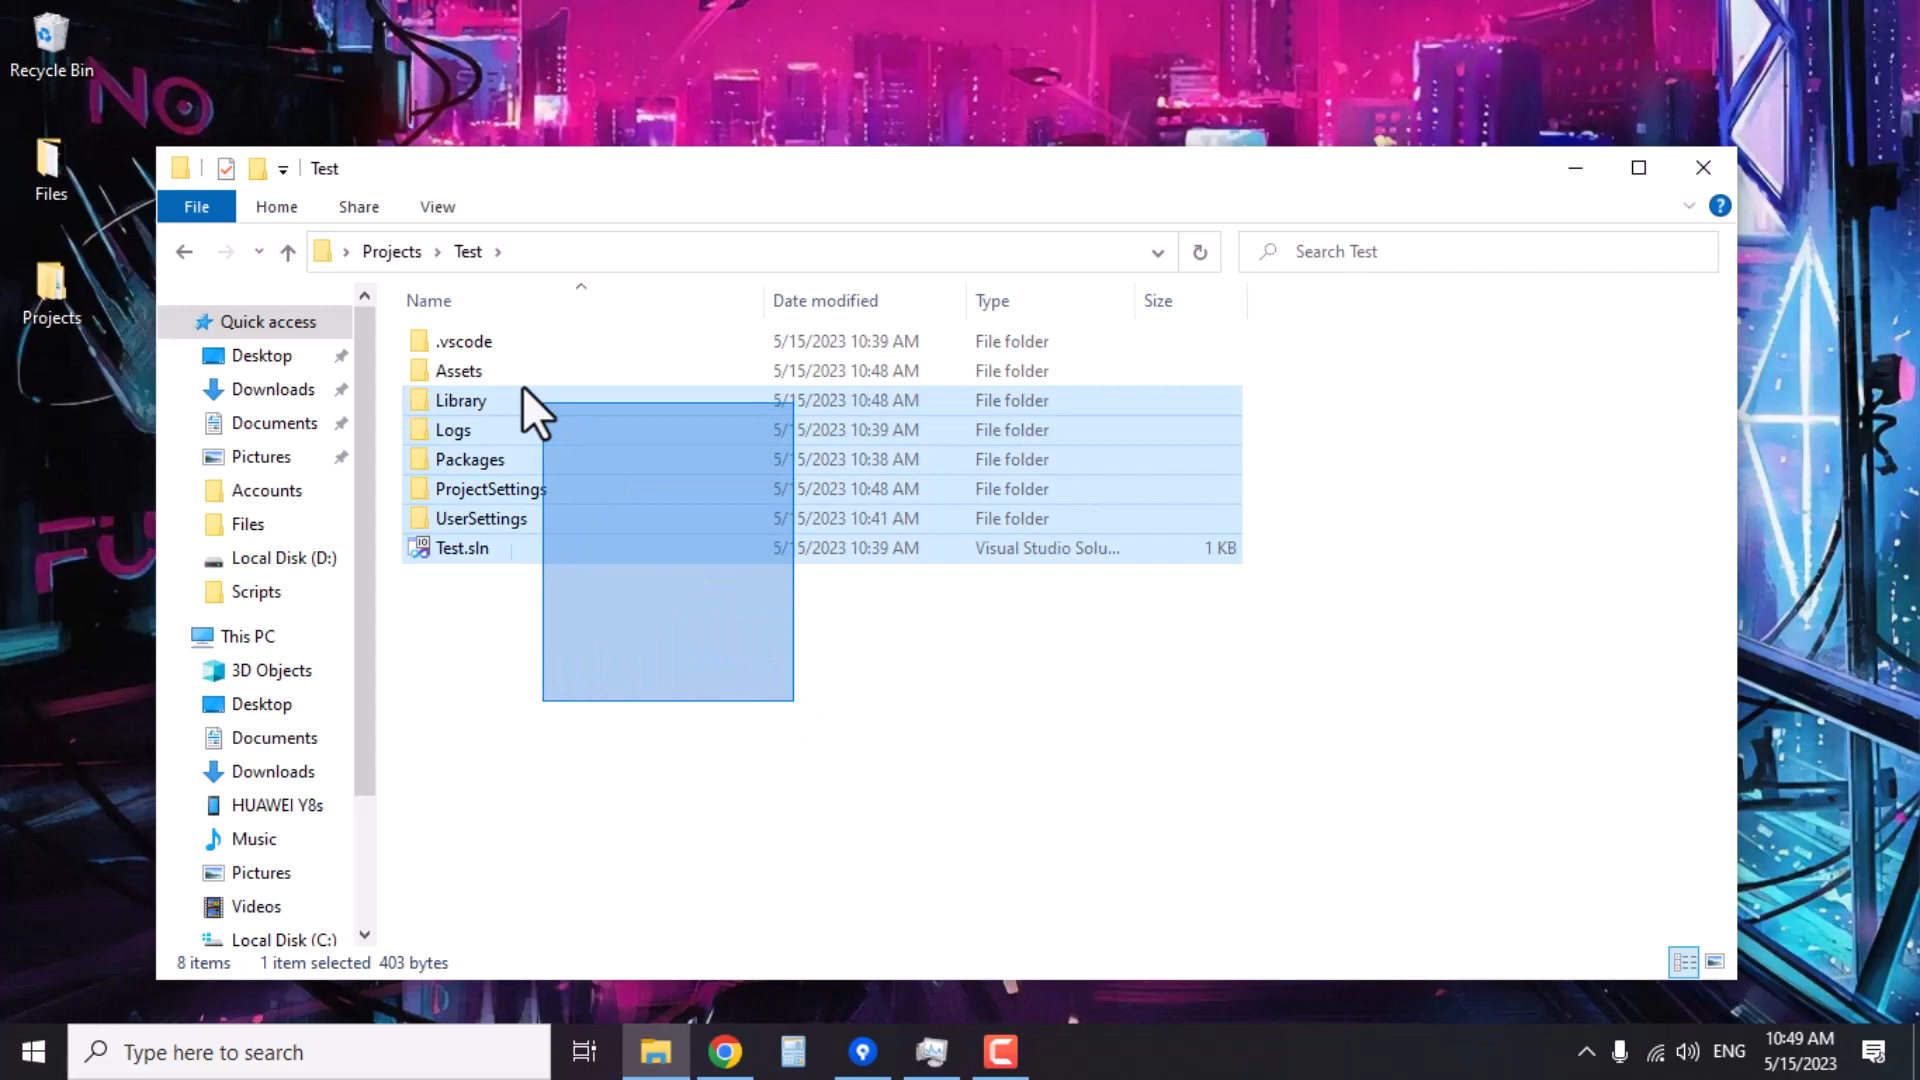 Recycle Bin
NO
FU
Files
Projects
Test
File Home Share View
Projects Test
Search Test
Name Date modified Type Size
.vscode 5/15/2023 10:39 AM File folder
Assets 5/15/2023 10:48 AM File folder
Library 5/15/2023 10:48 AM File folder
Logs 5/15/2023 10:39 AM File folder
Packages 5/15/2023 10:38 AM File folder
ProjectSettings 5/15/2023 10:48 AM File folder
UserSettings 5/15/2023 10:41 AM File folder
Test.sln 5/15/2023 10:39 AM Visual Studio Solu... 1 KB
Quick access
Desktop
Downloads
Documents
Pictures
Accounts
Files
Local Disk (D:)
Scripts
This PC
3D Objects
Desktop
Documents
Downloads
HUAWEI Y8s
Music
Pictures
Videos
Local Disk (C:)
8 items 1 item selected 403 bytes
Type here to search
ENG
10:49 AM
5/15/2023